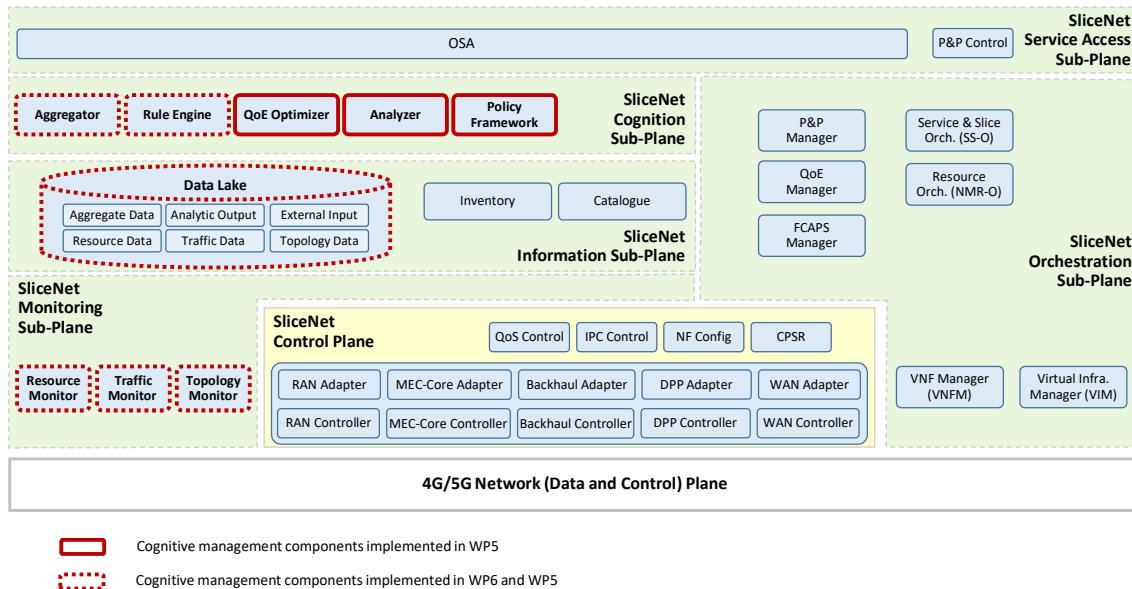 OSA
P&P Control
SliceNet
Service Access
Sub-Plane
Aggregator
Rule Engine
QoE Optimizer
Analyzer
Policy
Framework
SliceNet
Cognition
Sub-Plane
Data Lake
Aggregate Data
Analytic Output
External Input
Resource Data
Traffic Data
Topology Data
Inventory
Catalogue
SliceNet
Information Sub-Plane
P&P
Manager
Service & Slice
Orch. (SS-O)
QoE
Manager
Resource
Orch. (NMR-O)
FCAPS
Manager
SliceNet
Orchestration
Sub-Plane
SliceNet
Monitoring
Sub-Plane
Resource
Monitor
Traffic
Monitor
Topology
Monitor
SliceNet
Control Plane
QoS Control
IPC Control
NF Config
CPSR
RAN Adapter
MEC-Core Adapter
Backhaul Adapter
DPP Adapter
WAN Adapter
RAN Controller
MEC-Core Controller
Backhaul Controller
DPP Controller
WAN Controller
VNF Manager
(VNFM)
Virtual Infra.
Manager (VIM)
4G/5G Network (Data and Control) Plane
Cognitive management components implemented in WP5
Cognitive management components implemented in WP6 and WP5